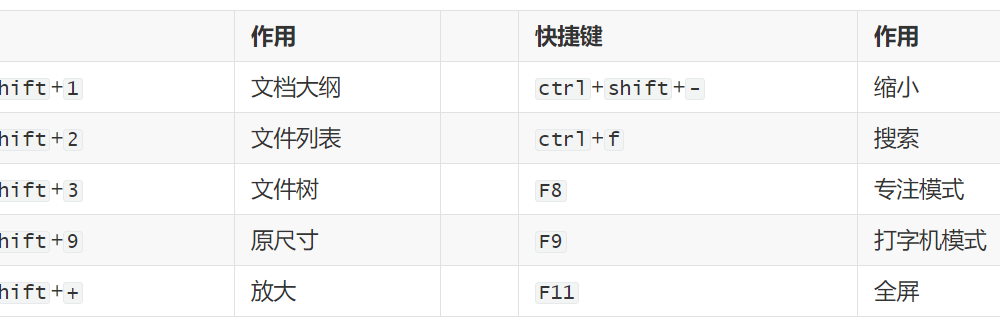 作用 快捷键 作用
hift+1 文档大纲 ctrl+shift+- 缩小
hift+2 文件列表 ctrl+f 搜索
hift+3 文件树 F8 专注模式
hift+9 原尺寸 F9 打字机模式
hift++ 放大 F11 全屏